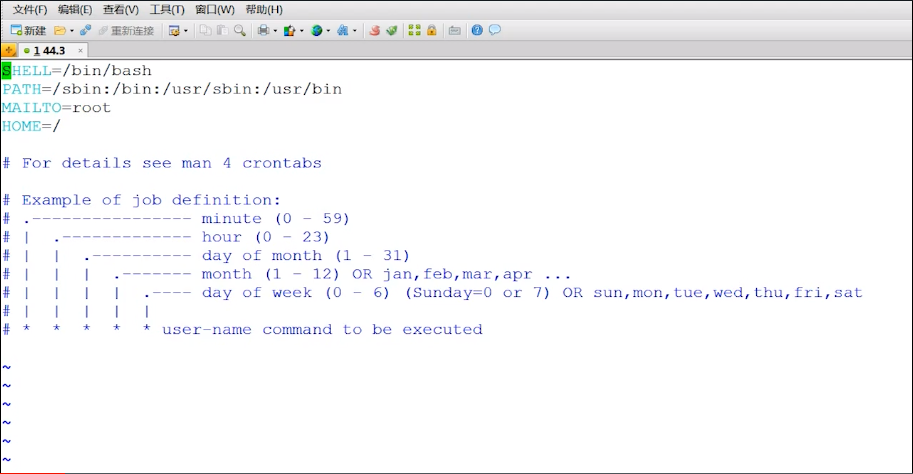 文件(F) 编辑(E) 查看(V) 工具(T) 窗口(W) 帮助(H)
新建 重新连接
1 44.3 ×
SHELL=/bin/bash
PATH=/sbin:/bin:/usr/sbin:/usr/bin
MAILTO=root
HOME=/
# For details see man 4 crontabs
# Example of job definition:
# .---------------- minute (0 - 59)
# |  .------------- hour (0 - 23)
# |  |  .---------- day of month (1 - 31)
# |  |  |  .------- month (1 - 12) OR jan,feb,mar,apr ...
# |  |  |  |  .---- day of week (0 - 6) (Sunday=0 or 7) OR sun,mon,tue,wed,thu,fri,sat
# |  |  |  |  |
# *  *  *  *  * user-name command to be executed
~
~
~
~
~
~